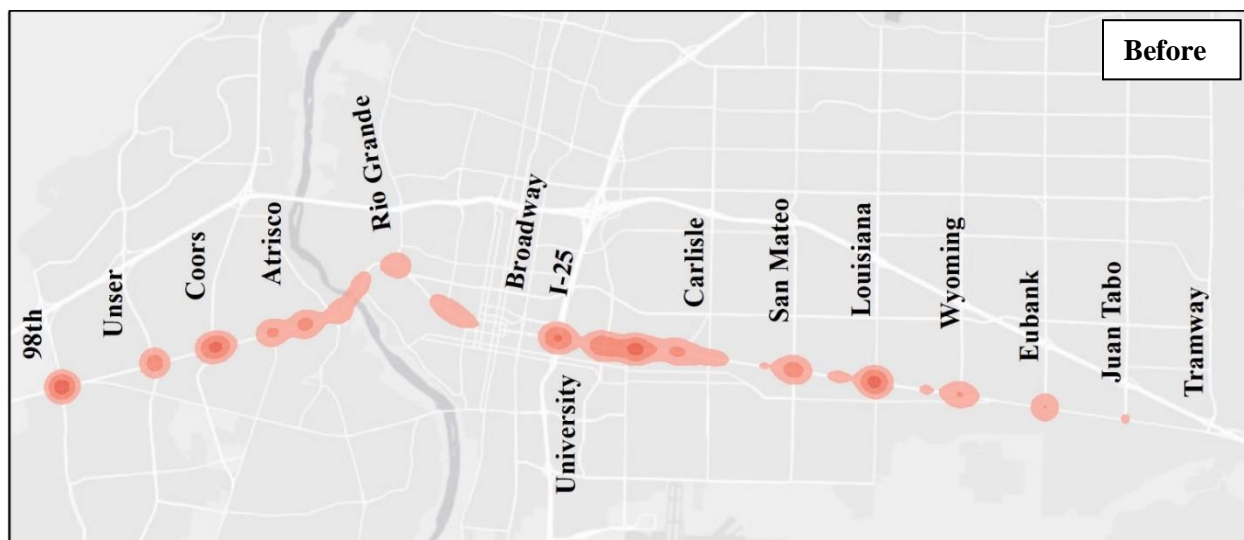 Before
98th
Unser
Coors
Atrisco
Rio Grande
Broadway
I-25
University
Carlisle
San Mateo
Louisiana
Wyoming
Eubank
Juan Tabo
Tramway